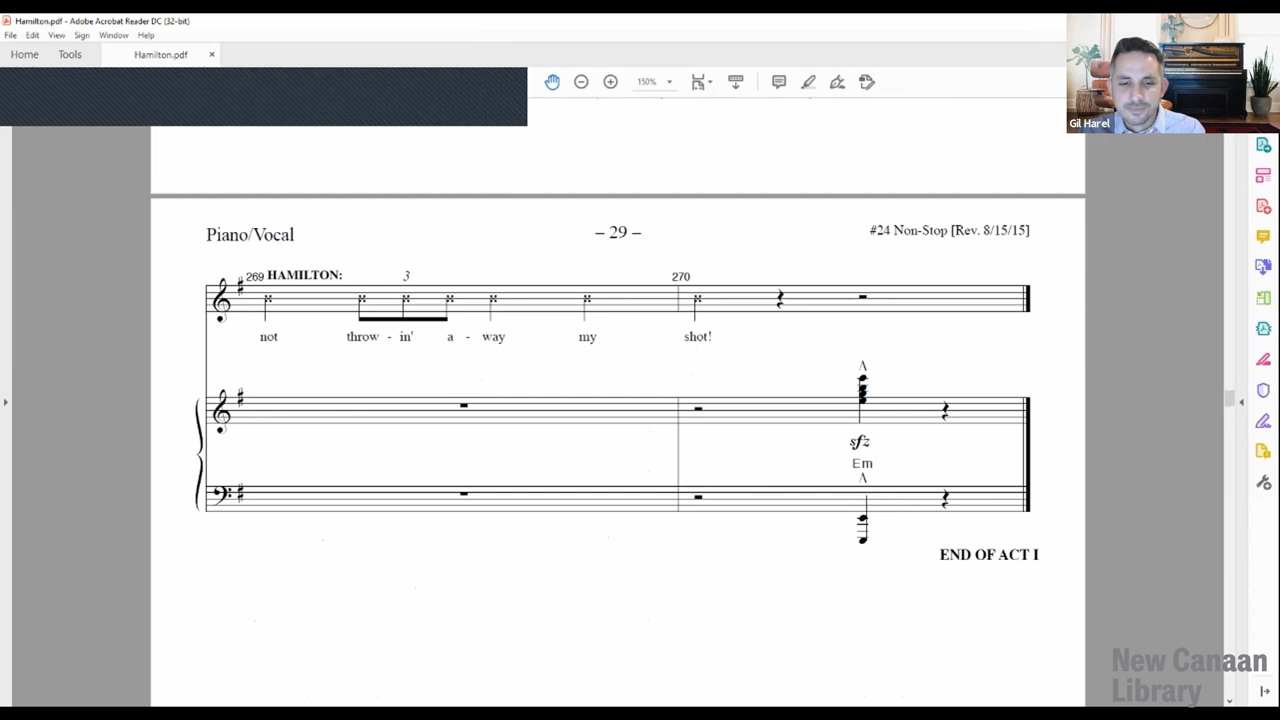 Hamilton.pdf - Adobe Acrobat Reader DC (32-bit)
File Edit View Sign Window Help
Home Tools Hamilton.pdf ×
150%
Gil Harel
Piano/Vocal – 29 – #24 Non-Stop [Rev. 8/15/15]
269 HAMILTON: 3 270
not throw - in' a - way my shot!
sfz
Em
END OF ACT I
New Canaan
Library